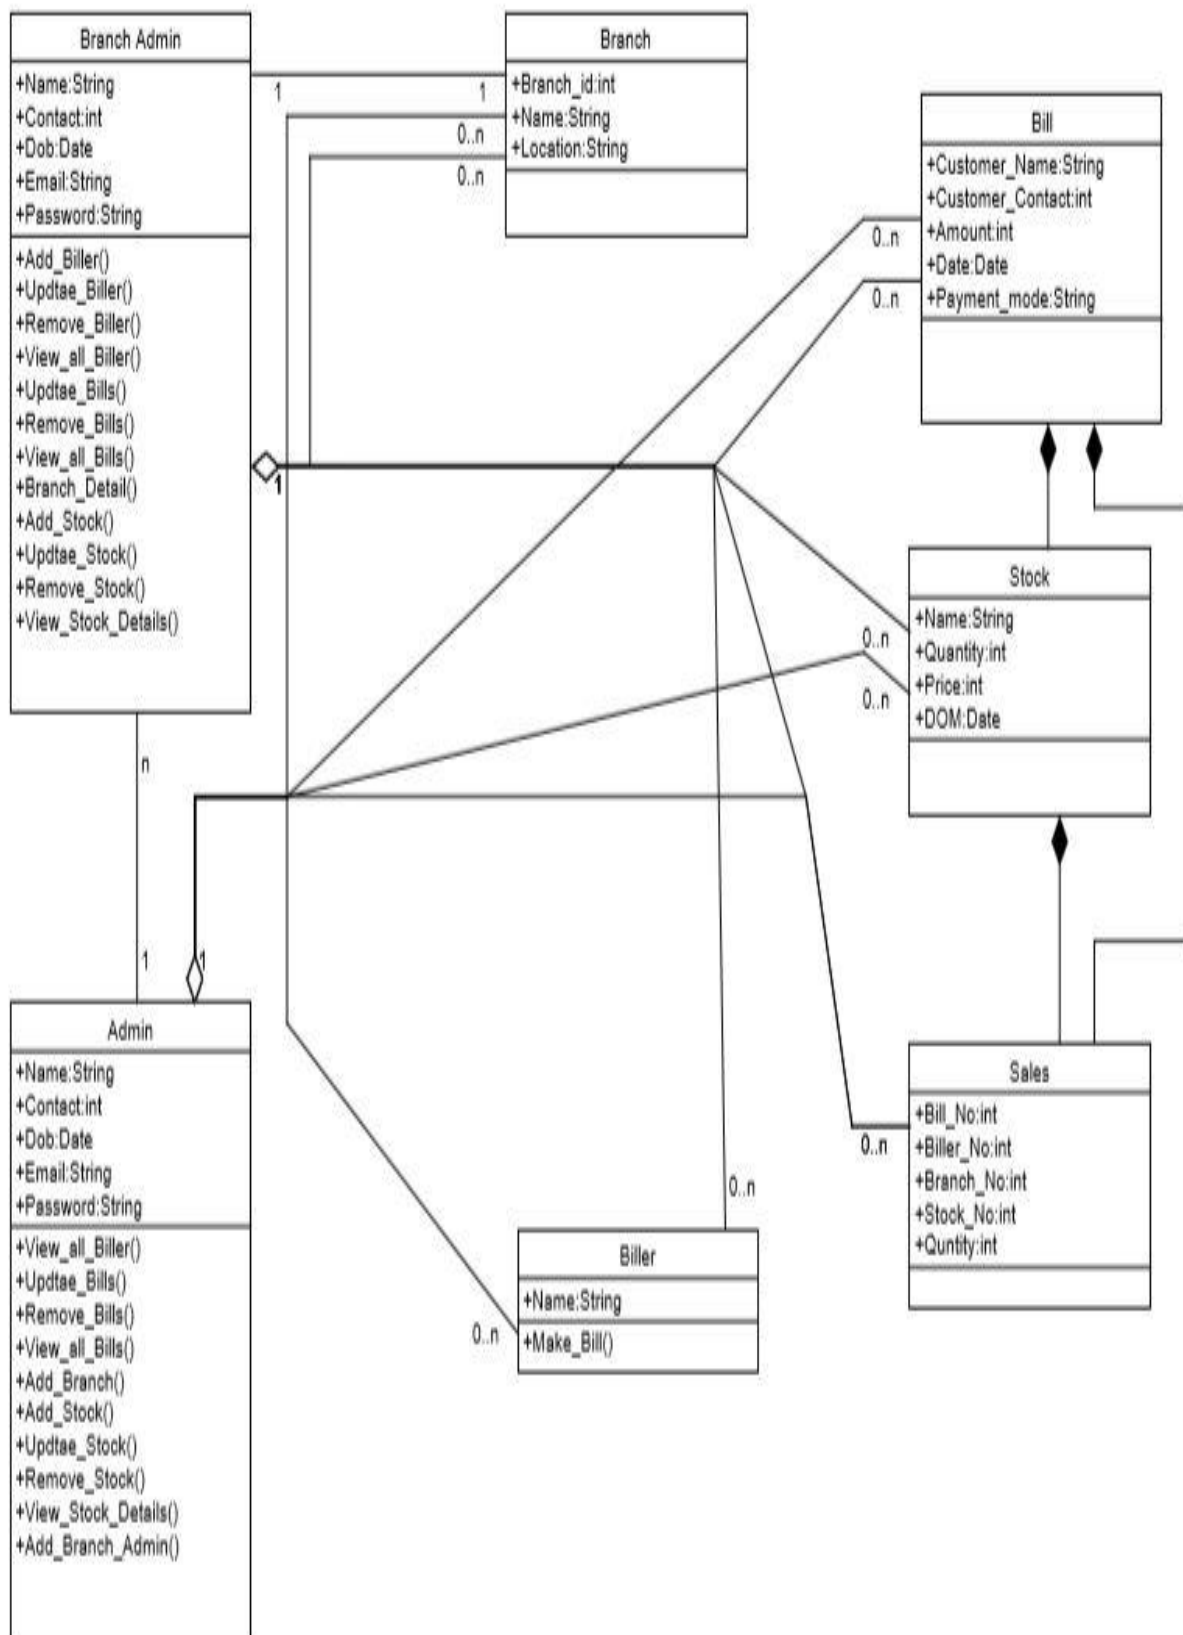 Branch Admin
+Name:String
+Contact:int
+Dob:Date
+Email:String
+Password:String
+Add_Biller()
+Updtae_Biller()
+Remove_Biller()
+View_all_Biller()
+Updtae_Bills()
+Remove_Bills()
+View_all_Bills()
+Branch_Detail()
+Add_Stock()
+Updtae_Stock()
+Remove_Stock()
+View_Stock_Details()
Branch
+Branch_id:int
+Name:String
+Location:String
1
1
0..n
0..n
Bill
+Customer_Name:String
+Customer_Contact:int
+Amount:int
+Date:Date
+Payment_mode:String
0..n
0..n
1
Stock
+Name:String
+Quantity:int
+Price:int
+DOM:Date
0..n
0..n
n
1
1
Admin
+Name:String
+Contact:int
+Dob:Date
+Email:String
+Password:String
+View_all_Biller()
+Updtae_Bills()
+Remove_Bills()
+View_all_Bills()
+Add_Branch()
+Add_Stock()
+Updtae_Stock()
+Remove_Stock()
+View_Stock_Details()
+Add_Branch_Admin()
Sales
+Bill_No:int
+Biller_No:int
+Branch_No:int
+Stock_No:int
+Quntity:int
0..n
0..n
Biller
+Name:String
+Make_Bill()
0..n